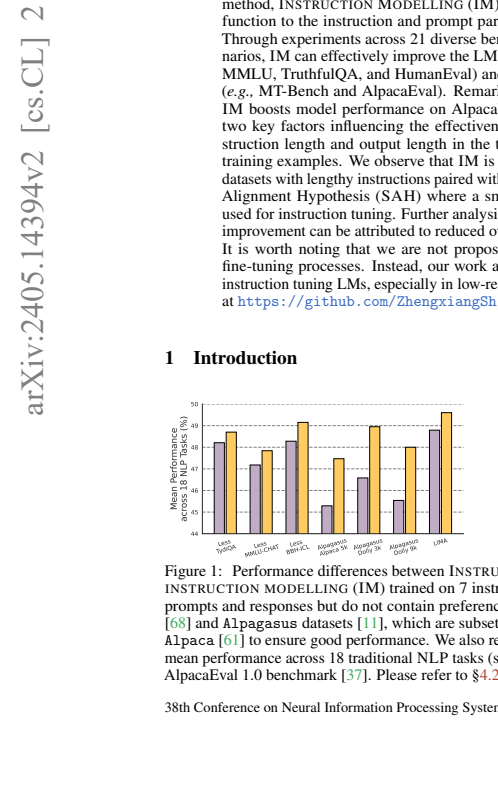 arXiv:2405.14394v2 [cs.CL] 2
method, INSTRUCTION MODELLING (IM)
function to the instruction and prompt par
Through experiments across 21 diverse ben
narios, IM can effectively improve the LM
MMLU, TruthfulQA, and HumanEval) and
(e.g., MT-Bench and AlpacaEval). Remark
IM boosts model performance on Alpaca
two key factors influencing the effectiven
struction length and output length in the t
training examples. We observe that IM is
datasets with lengthy instructions paired wit
Alignment Hypothesis (SAH) where a sm
used for instruction tuning. Further analysi
improvement can be attributed to reduced o
It is worth noting that we are not propos
fine-tuning processes. Instead, our work a
instruction tuning LMs, especially in low-re
at https://github.com/ZhengxiangSh
1 Introduction
Mean Performance
across 18 NLP Tasks (%)
50
49
48
47
46
45
44
Less
TydiQA
Less
MMLU-CHAT
Less
BBH-ICL
Alpagasus
Alpaca 5k
Alpagasus
Dolly 3k
Alpagasus
Dolly 9k
LIMA
Figure 1: Performance differences between INSTRU
INSTRUCTION MODELLING (IM) trained on 7 instr
prompts and responses but do not contain preferenc
[68] and Alpagasus datasets [11], which are subset
Alpaca [61] to ensure good performance. We also re
mean performance across 18 traditional NLP tasks (s
AlpacaEval 1.0 benchmark [37]. Please refer to §4.2
38th Conference on Neural Information Processing System